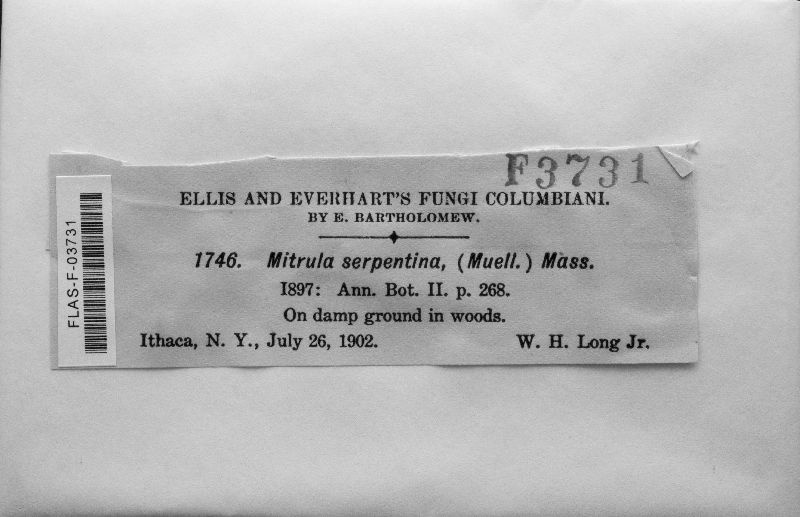 F3731
ELLIS AND EVERHART'S FUNGI COLUMBIANI.
BY E. BARTHOLOMEW.
1746. Mitrula serpentina, (Muell.) Mass.
1897: Ann. Bot. II. p. 268.
On damp ground in woods.
Ithaca, N. Y., July 26, 1902. W. H. Long Jr.
FLAS-F-03731